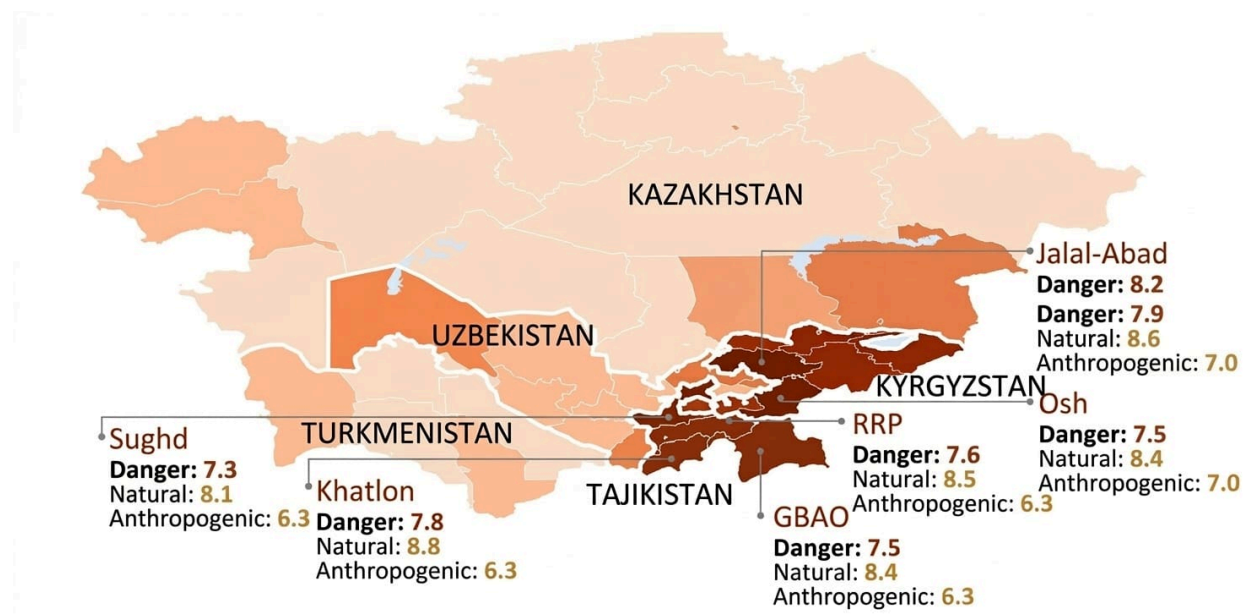 KAZAKHSTAN
Jalal-Abad
Danger: 8.2
Danger: 7.9
Natural: 8.6
Anthropogenic: 7.0
UZBEKISTAN
KYRGYZSTAN
Osh
Danger: 7.5
Natural: 8.4
Anthropogenic: 7.0
RRP
Danger: 7.6
Natural: 8.5
Anthropogenic: 6.3
TURKMENISTAN
Sughd
Danger: 7.3
Natural: 8.1
Anthropogenic: 6.3
Khatlon
Danger: 7.8
Natural: 8.8
Anthropogenic: 6.3
TAJIKISTAN
GBAO
Danger: 7.5
Natural: 8.4
Anthropogenic: 6.3